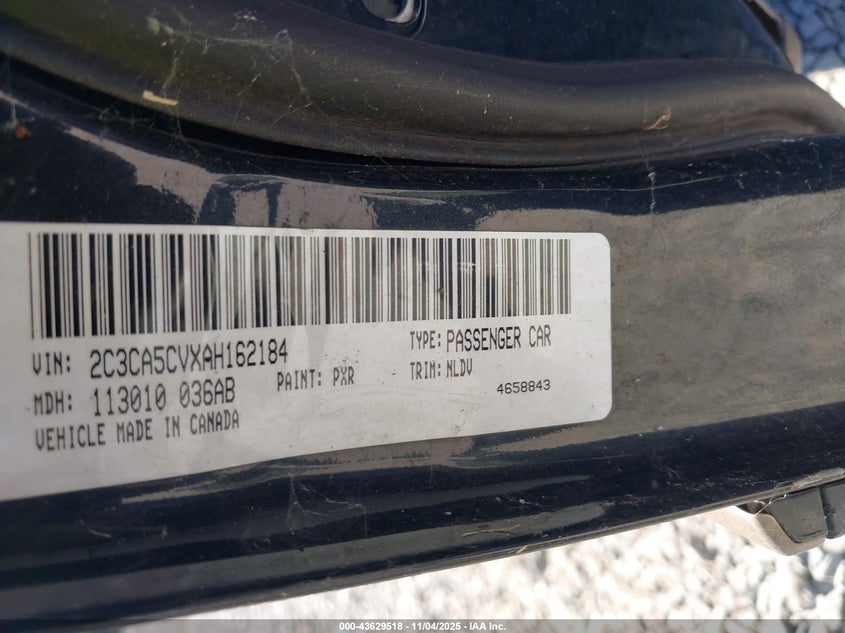 VIN: 2C3CA5CVXAH162184 TYPE: PASSENGER CAR
MDH: 113010 036AB PAINT: PXR TRIM: NLDV
VEHICLE MADE IN CANADA 4658843
000-43629518 - 11/04/2025 - IAA Inc.